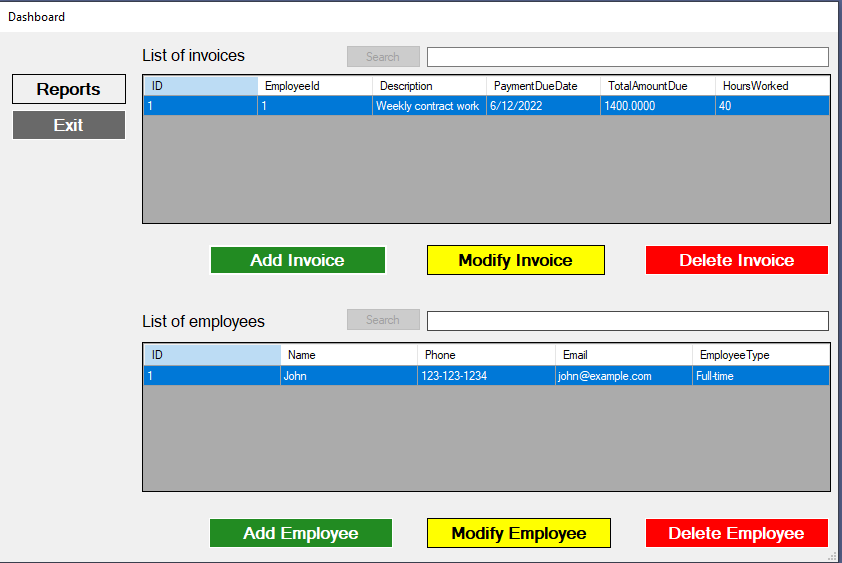 Dashboard
List of invoices
Search
Reports
Exit
ID EmployeeId Description PaymentDueDate TotalAmountDue HoursWorked
1 1 Weekly contract work 6/12/2022 1400.0000 40
Add Invoice Modify Invoice Delete Invoice
List of employees
Search
ID Name Phone Email EmployeeType
1 John 123-123-1234 john@example.com Full-time
Add Employee Modify Employee Delete Employee